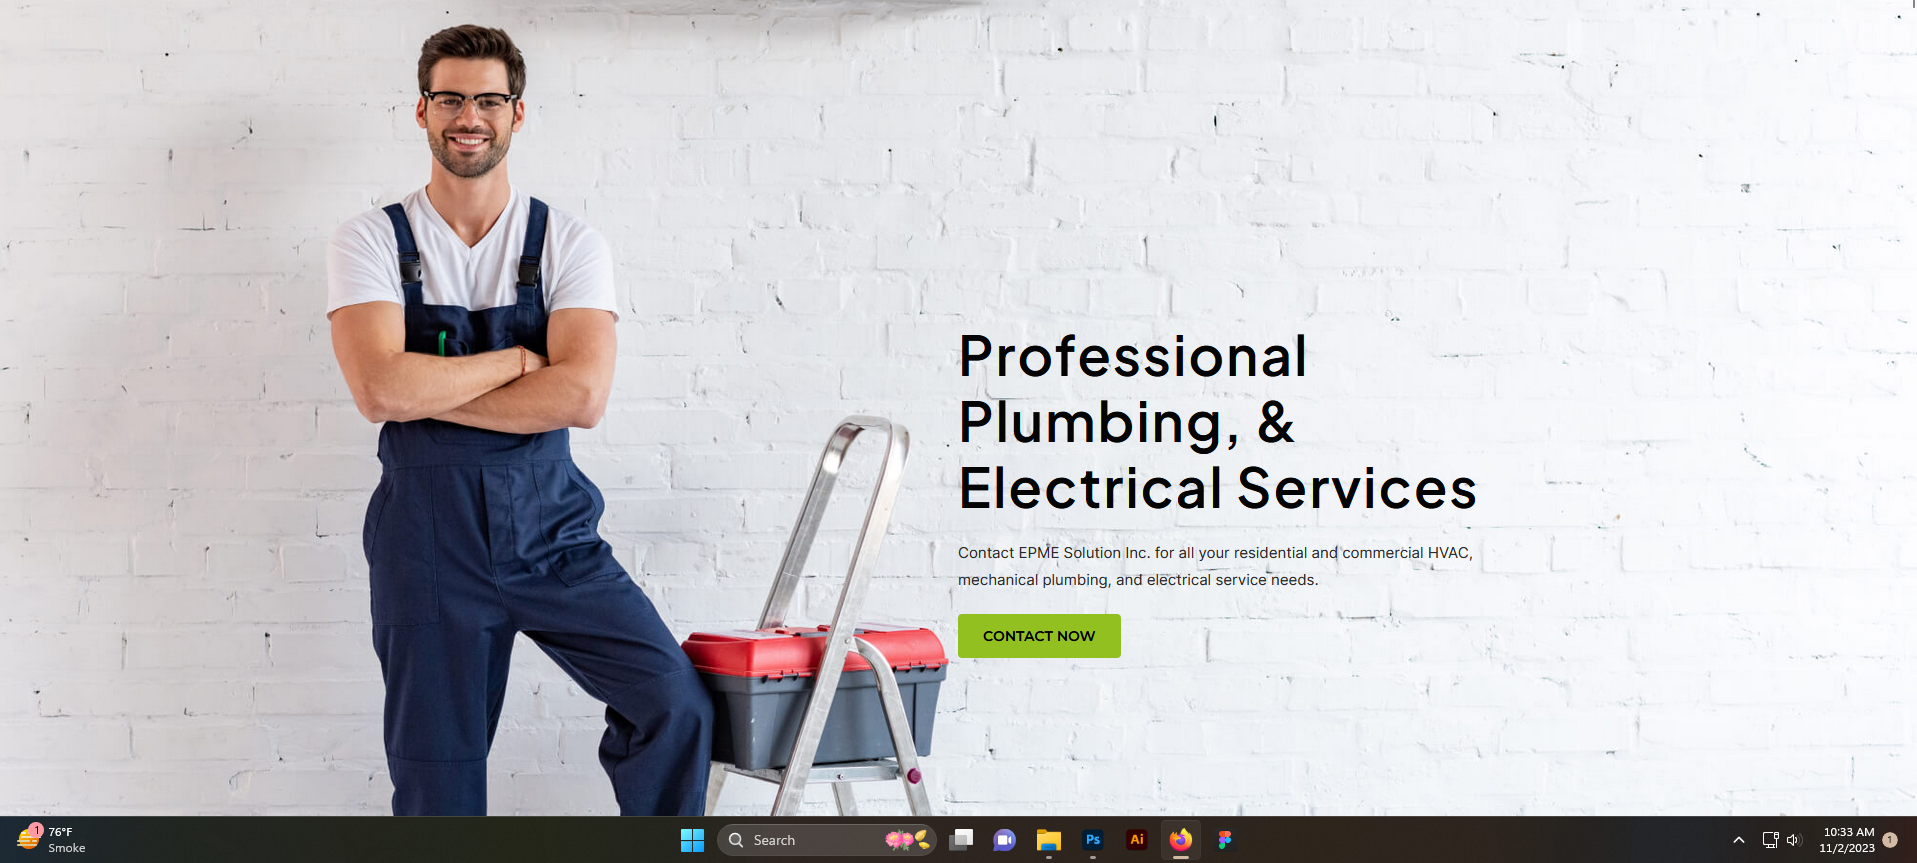 Professional
Plumbing, &
Electrical Services
Contact EPME Solution Inc. for all your residential and commercial HVAC,
mechanical plumbing, and electrical service needs.
CONTACT NOW
1
76°F
Smoke
Search
Ps
Ai
10:33 AM
11/2/2023
1